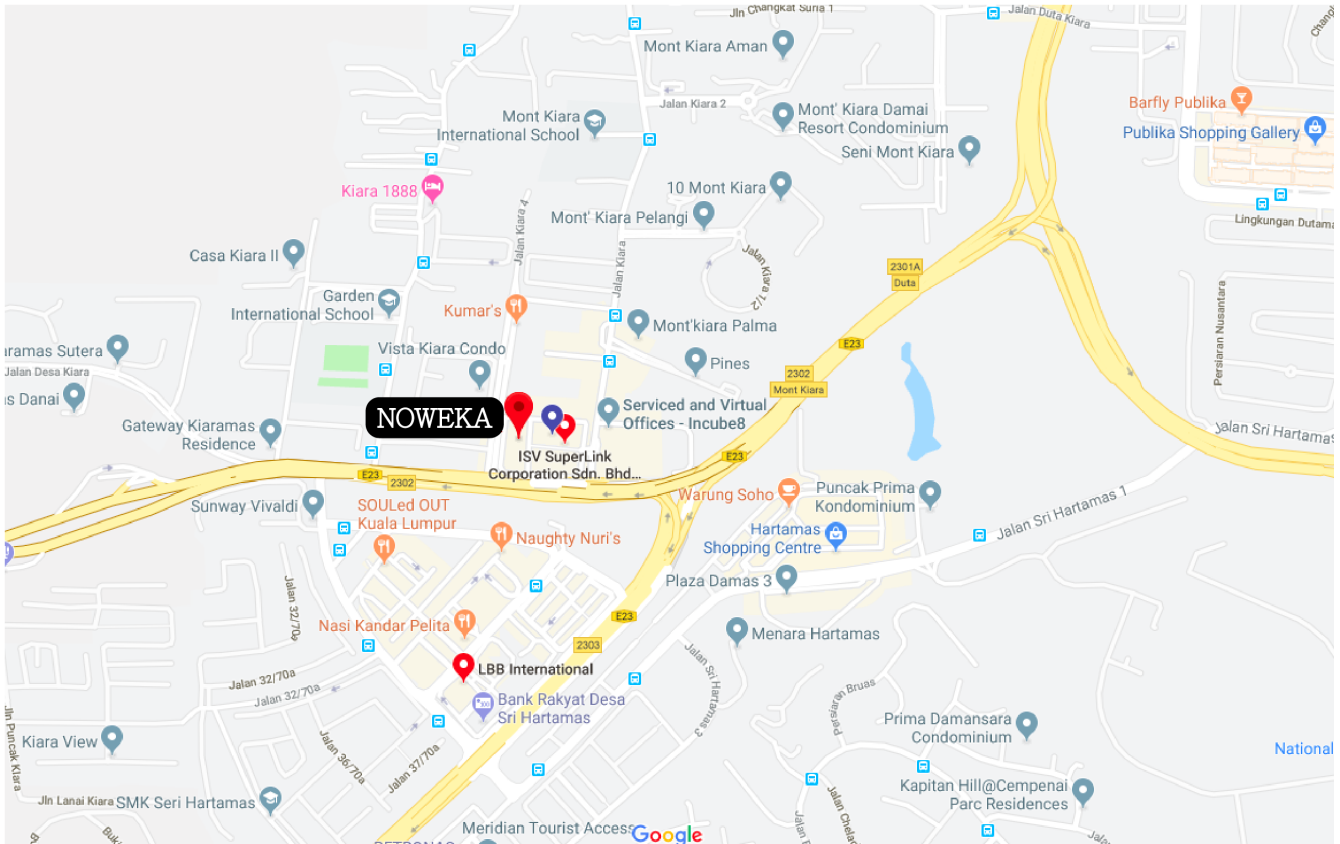 Jln Changkat Suria 1
Jalan Duta Kiara
Mont Kiara Aman
Jalan Kiara 2
Barfly Publika
Mont Kiara
International School
Mont' Kiara Damai
Resort Condominium
Publika Shopping Gallery
Seni Mont Kiara
Kiara 1888
10 Mont Kiara
Mont' Kiara Pelangi
Jalan Kiara 4
Jalan Kiara
Lingkungan Dutama
Casa Kiara II
Jalan Kiara 1/2
2301A
Duta
Garden
International School
Kumar's
Mont'kiara Palma
Persiaran Nusantara
aramas Sutera
Vista Kiara Condo
E23
Jalan Desa Kiara
Pines
2302
Mont Kiara
as Danai
NOWEKA
Serviced and Virtual
Offices - Incube8
Gateway Kiaramas
Residence
Jalan Sri Hartamas
ISV SuperLink
Corporation Sdn. Bhd...
E23
E23
2302
Sunway Vivaldi
SOULed OUT
Kuala Lumpur
Warung Soho
Puncak Prima
Kondominium
Jalan Sri Hartamas 1
Naughty Nuri's
Hartamas
Shopping Centre
Plaza Damas 3
Jalan 32/70a
E23
Nasi Kandar Pelita
2303
Menara Hartamas
LBB International
Jalan 32/70a
Jalan 32/70a
Jalan Sri Hartamas 3
Persiaran Bruas
Bank Rakyat Desa
Sri Hartamas
Jln Puncak Kiara
Kiara View
Prima Damansara
Condominium
National
Jalan 36/70a
Jalan 37/70a
Kapitan Hill@Cempenai
Parc Residences
Jln Lanai Kiara
SMK Seri Hartamas
Meridian Tourist Access
Google